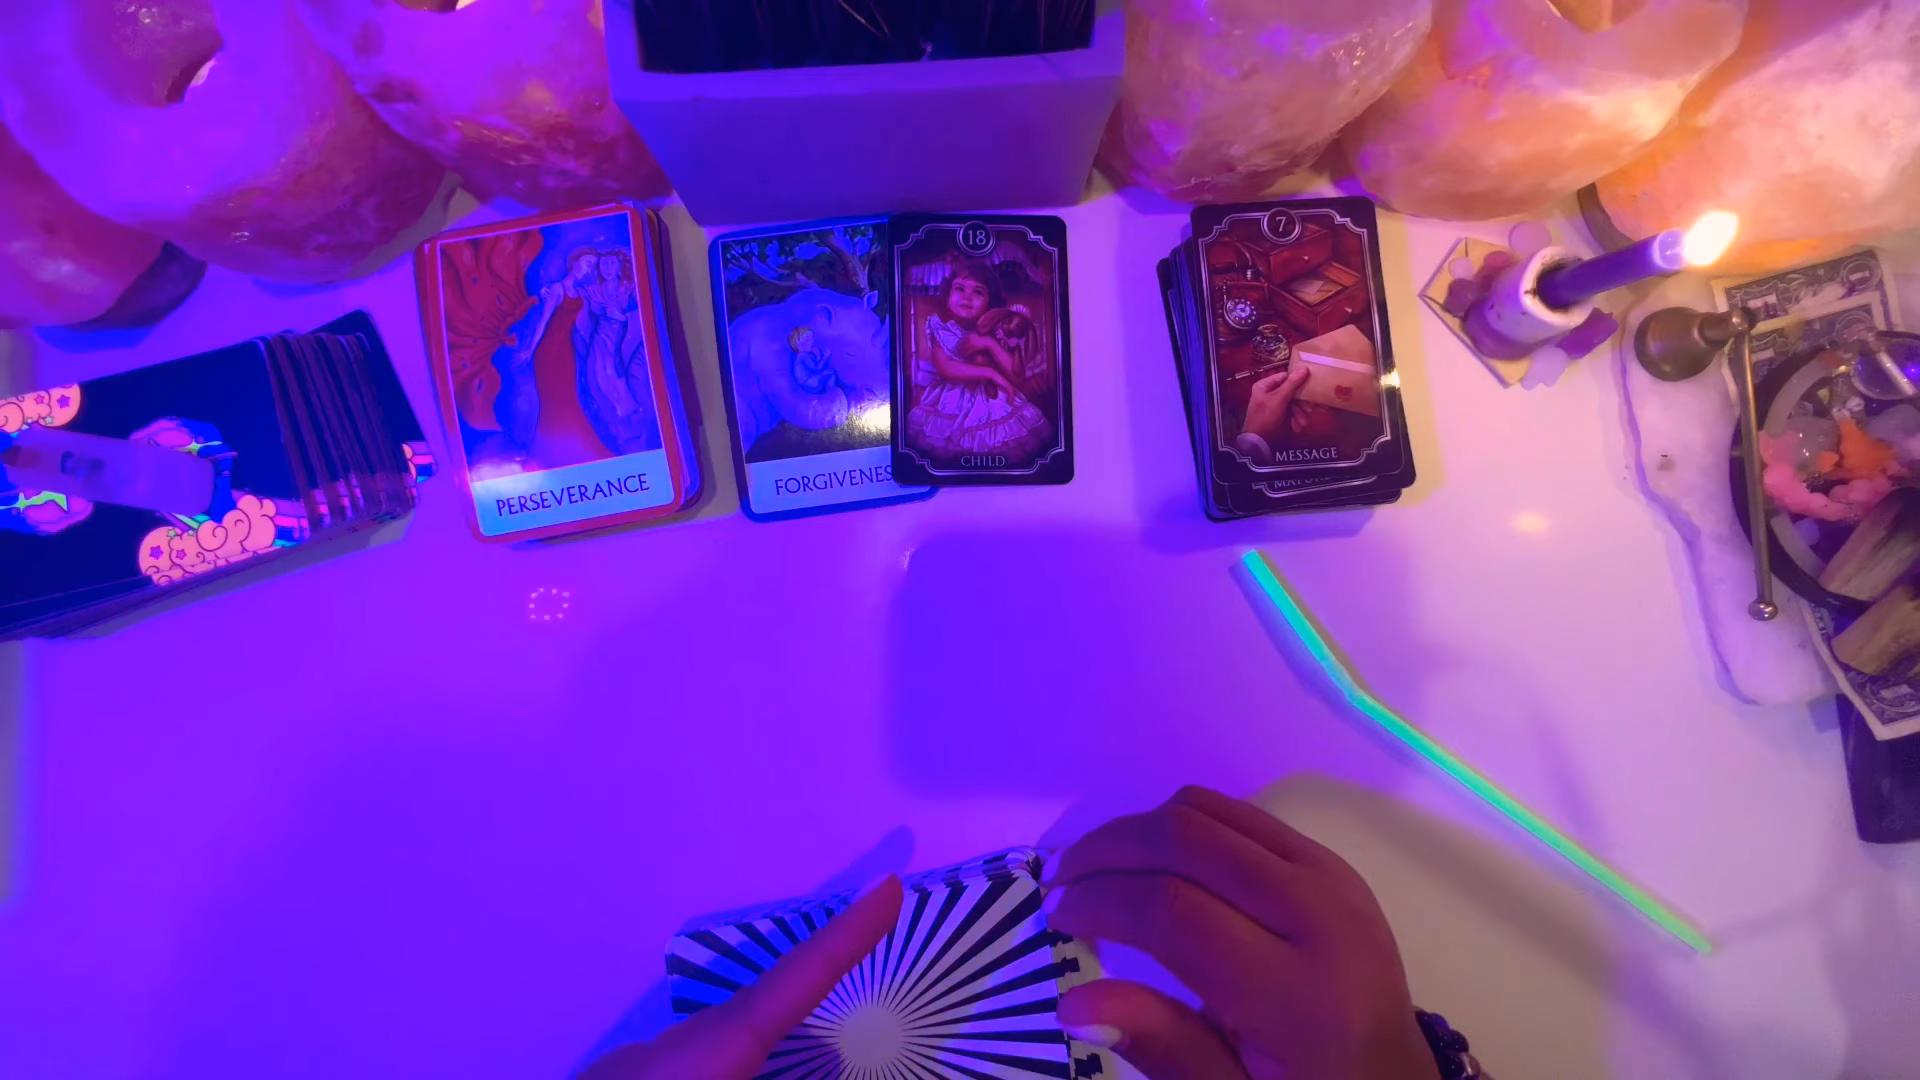 PERSEVERANCE
FORGIVENES
18
CHILD
7
MESSAGE